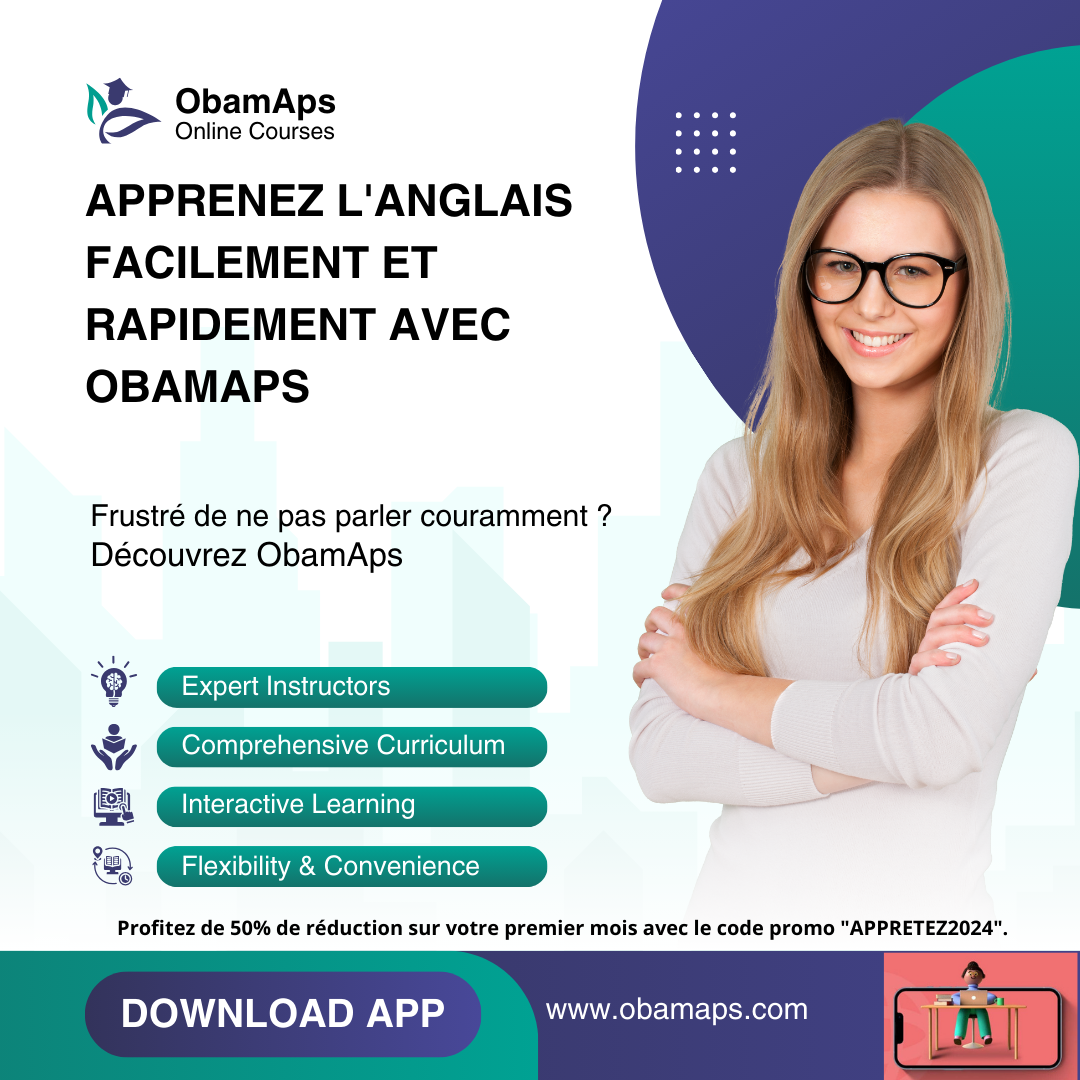 ObamAps
Online Courses
APPRENEZ L'ANGLAIS
FACILEMENT ET
RAPIDEMENT AVEC
OBAMAPS
Frustré de ne pas parler couramment ?
Découvrez ObamAps
Expert Instructors
Comprehensive Curriculum
Interactive Learning
Flexibility & Convenience
Profitez de 50% de réduction sur votre premier mois avec le code promo "APPRETEZ2024".
DOWNLOAD APP
www.obamaps.com